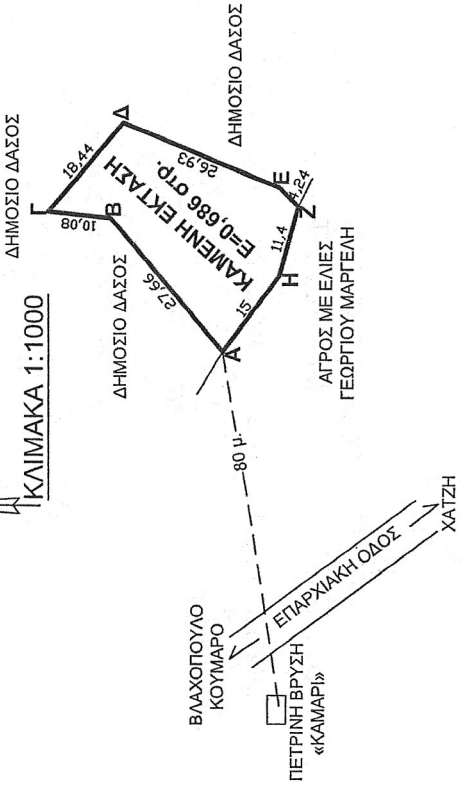 ΚΛΙΜΑΚΑ 1:1000
ΔΗΜΟΣΙΟ ΔΑΣΟΣ
Γ
18,44
Δ
10,08
Β
ΔΗΜΟΣΙΟ ΔΑΣΟΣ
27,66
ΚΑΜΕΝΗ ΕΚΤΑΣΗ
Ε=0,686 στρ.
26,93
ΔΗΜΟΣΙΟ ΔΑΣΟΣ
Α
15
Η
11,4
Ζ
4,24
Ε
80 μ.
ΑΓΡΟΣ ΜΕ ΕΛΙΕΣ
ΓΕΩΡΓΙΟΥ ΜΑΡΓΕΛΗ
ΒΛΑΧΟΠΟΥΛΟ
ΚΟΥΜΑΡΟ
ΕΠΑΡΧΙΑΚΗ ΟΔΟΣ
ΧΑΤΖΗ
ΠΕΤΡΙΝΗ ΒΡΥΣΗ
«ΚΑΜΑΡΙ»